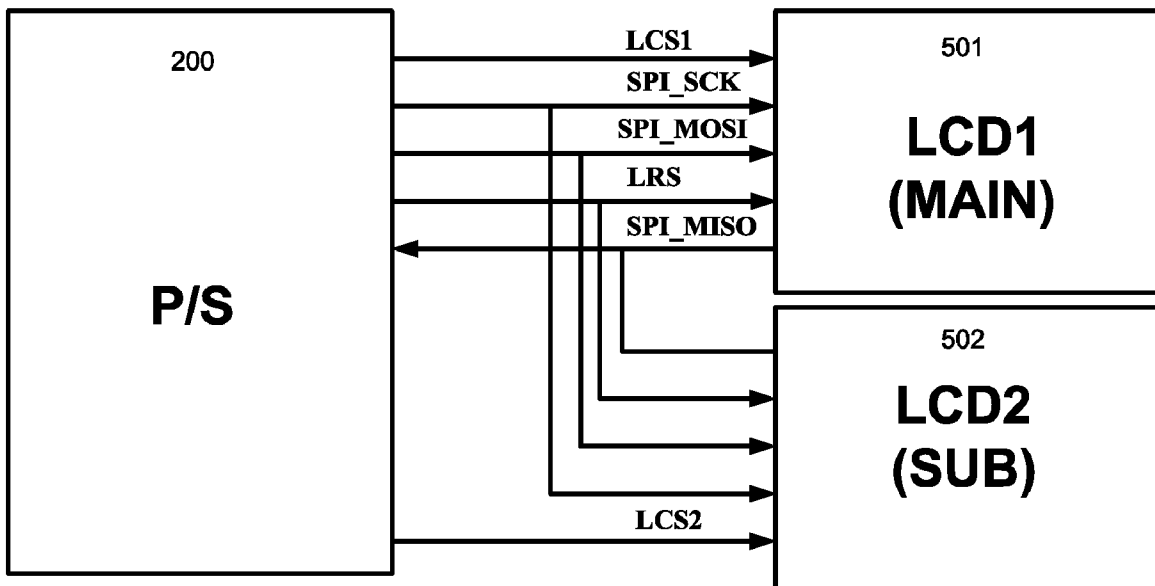 200
P/S
LCS1
SPI_SCK
SPI_MOSI
LRS
SPI_MISO
LCS2
501
LCD1
(MAIN)
502
LCD2
(SUB)